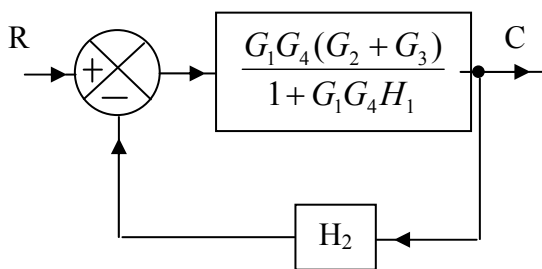 R
+
−
G₁G₄(G₂ + G₃)
1 + G₁G₄H₁
C
H₂